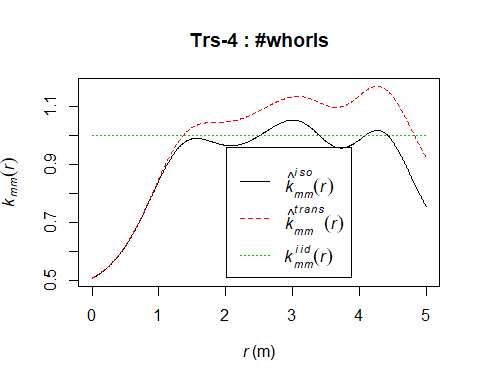 Trs-4 : #whorls
k_mm(r)
1.1
0.9
0.7
0.5
k̂_mm^iso(r)
k̂_mm^trans(r)
k_mm^iid(r)
0 1 2 3 4 5
r (m)